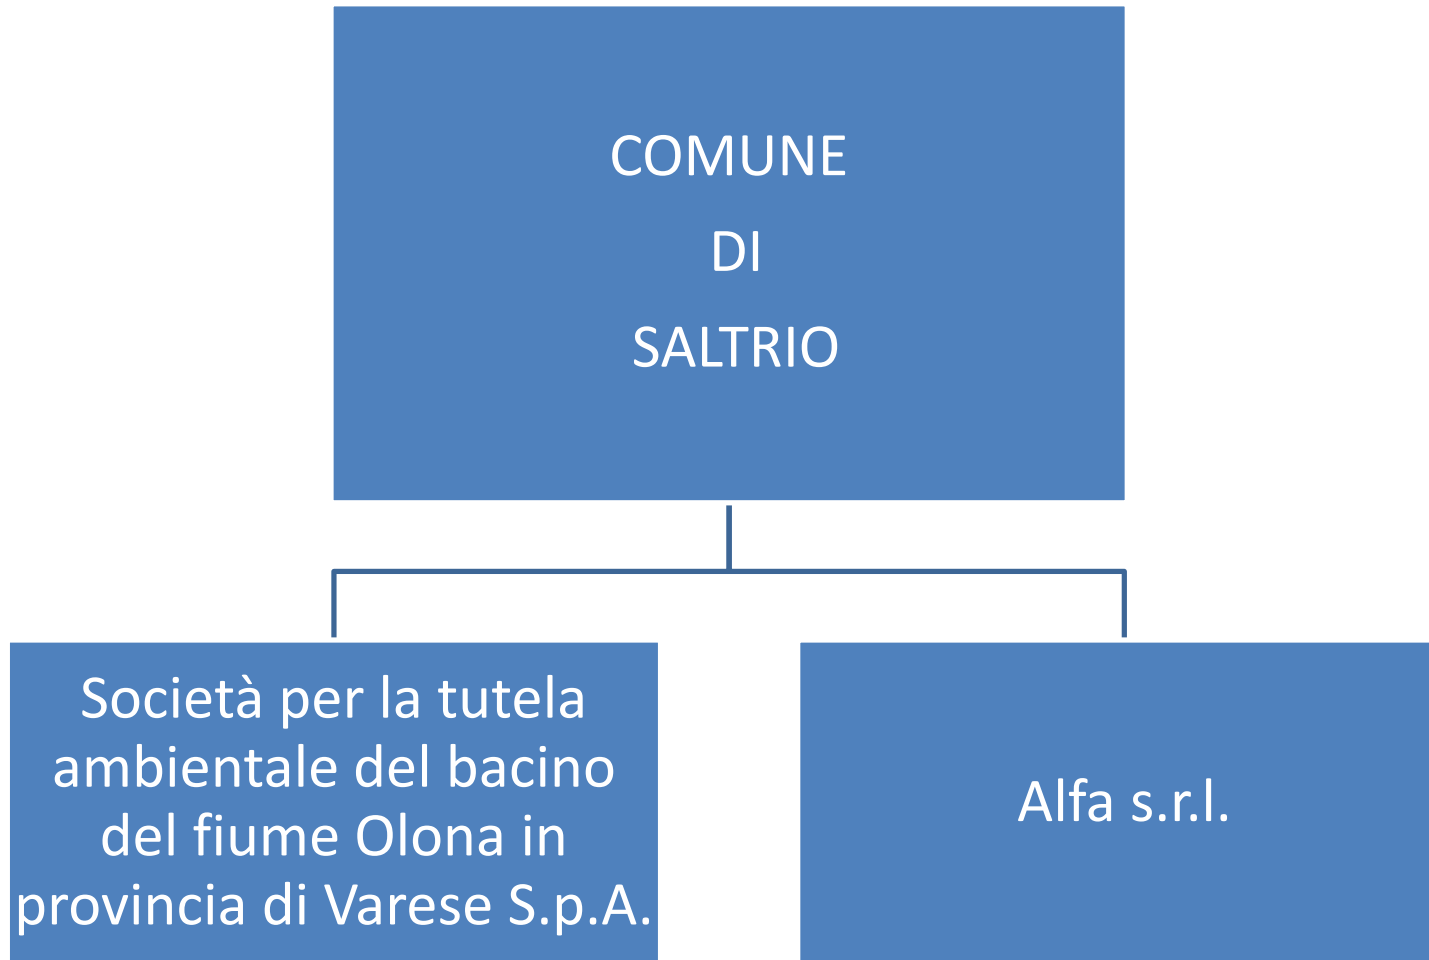 COMUNE
DI
SALTRIO
Società per la tutela
ambientale del bacino
del fiume Olona in
provincia di Varese S.p.A.
Alfa s.r.l.